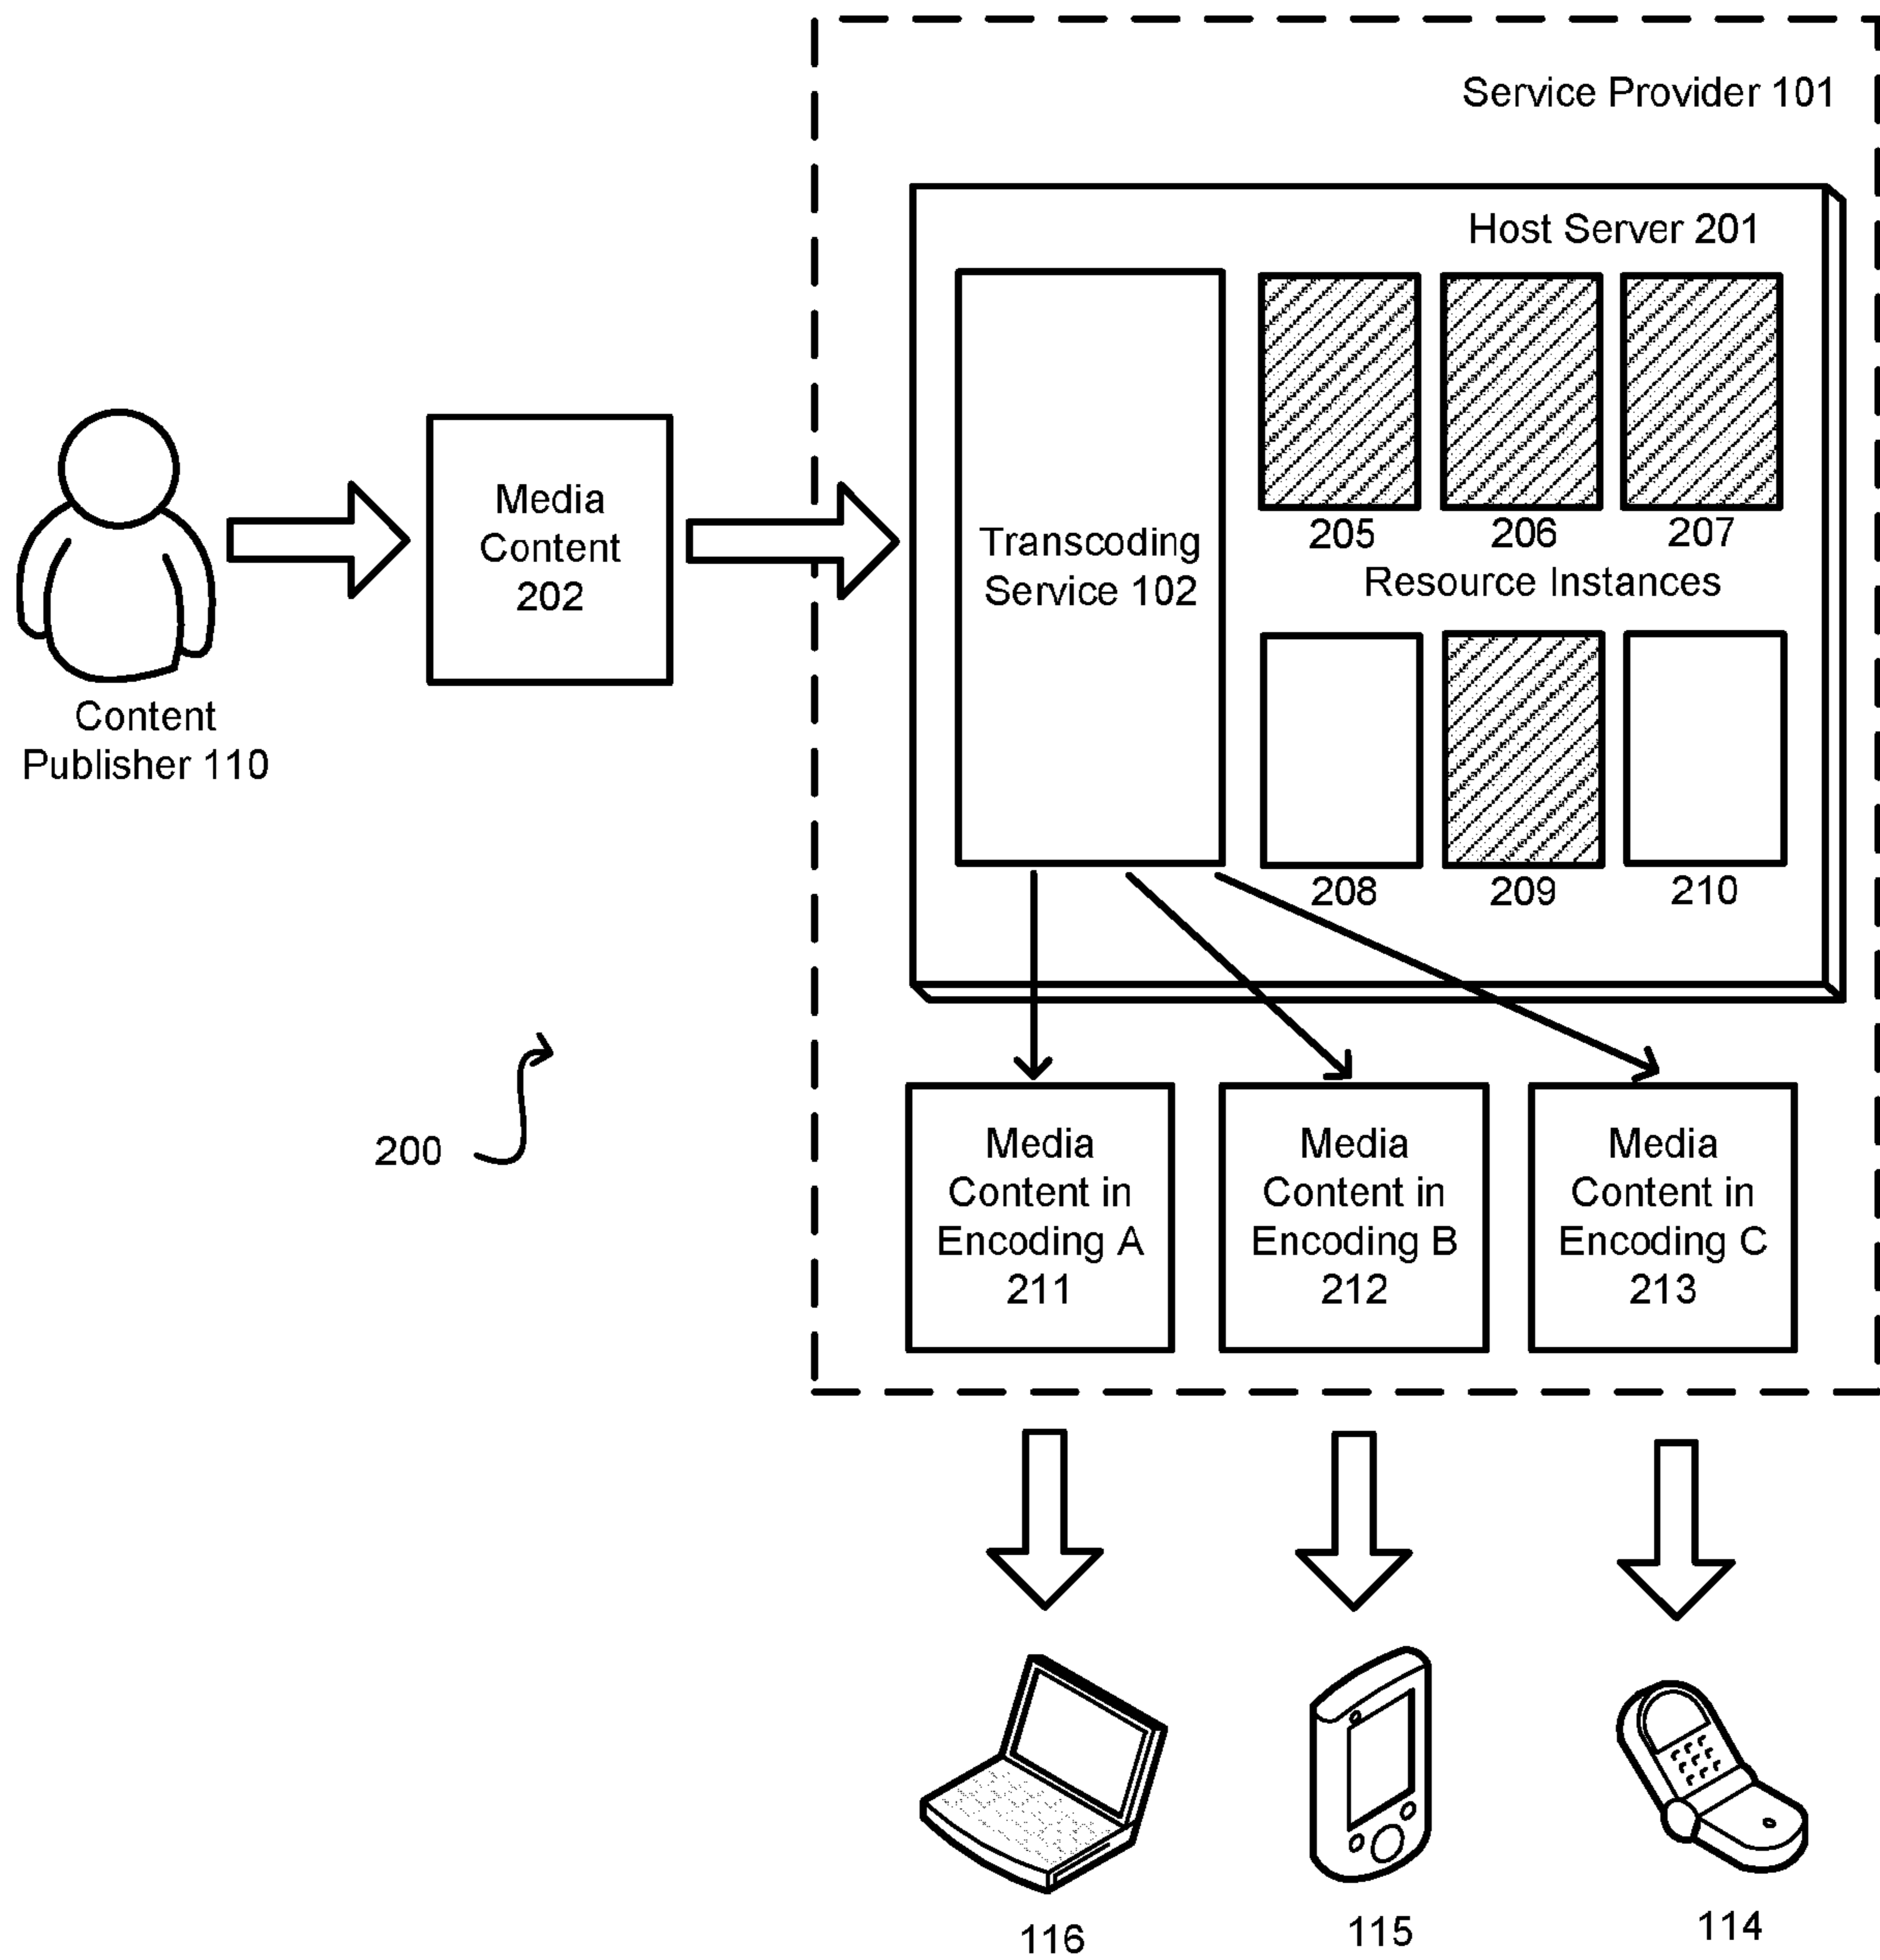 Service Provider 101
Host Server 201
Media
Content
202
Transcoding
Service 102
205
206
207
Resource Instances
208
209
210
Content
Publisher 110
200
Media
Content in
Encoding A
211
Media
Content in
Encoding B
212
Media
Content in
Encoding C
213
116
115
114